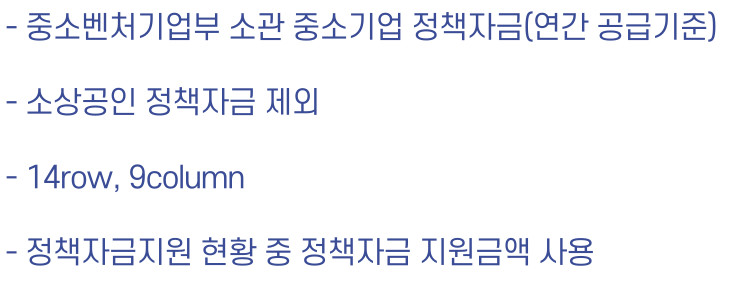 - 중소벤처기업부 소관 중소기업 정책자금(연간 공급기준)
- 소상공인 정책자금 제외
- 14row, 9column
- 정책자금지원 현황 중 정책자금 지원금액 사용